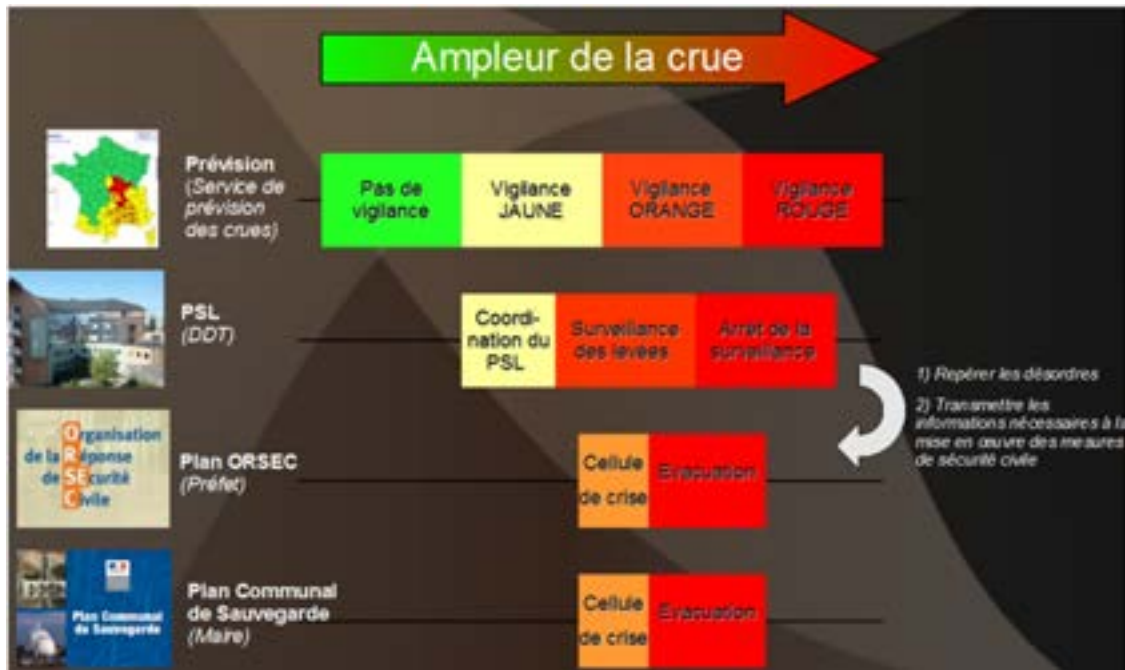 Ampleur de la crue
Prévision
(Service de
prévision
des crues)
Pas de
vigilance
Vigilance
JAUNE
Vigilance
ORANGE
Vigilance
ROUGE
PSL
(DDT)
Coordi-
nation du
PSL
Surveillance
des levées
Arrêt de la
surveillance
1) Repérer les désordres
2) Transmettre les
informations nécessaires à la
mise en œuvre des mesures
de sécurité civile
Organisation
de la Réponse
de SEcurité
Civile
Plan ORSEC
(Préfet)
Cellule
de crise
Evacuation
Plan Communal
de Sauvegarde
Plan Communal
de Sauvegarde
(Maire)
Cellule
de crise
Evacuation